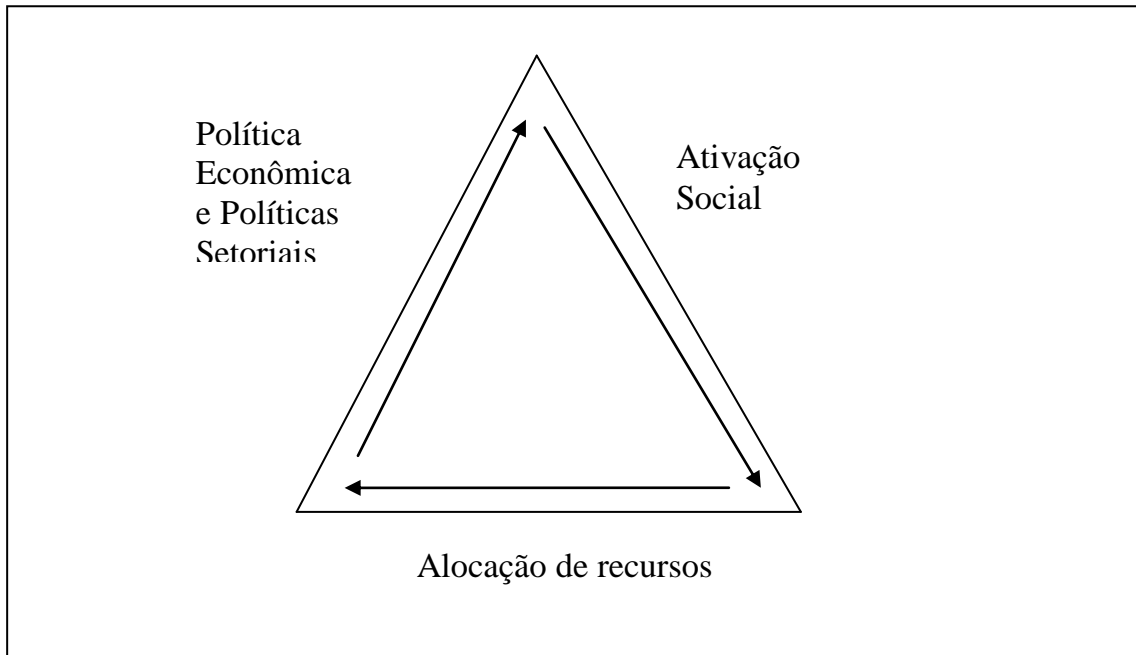 Política
Econômica
e Políticas
Setoriais
Ativação
Social
Alocação de recursos